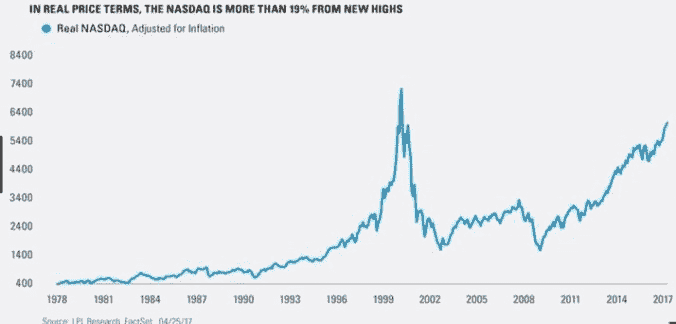 IN REAL PRICE TERMS, THE NASDAQ IS MORE THAN 19% FROM NEW HIGHS
Real NASDAQ, Adjusted for Inflation
8400
7400
6400
5400
4400
3400
2400
1400
400
1978 1981 1984 1987 1990 1993 1996 1999 2002 2005 2008 2011 2014 2017
Source: LPL Research, FactSet 04/25/17